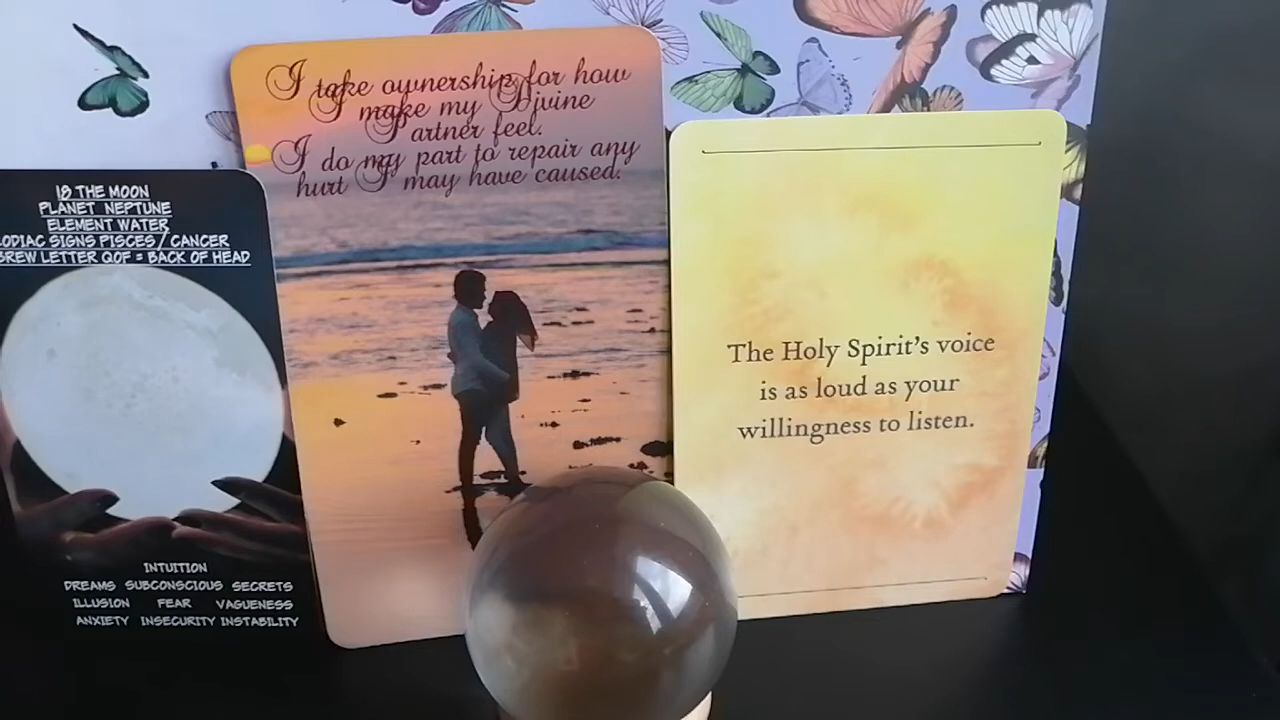 18 THE MOON
PLANET NEPTUNE
ELEMENT WATER
ODIAC SIGNS PISCES / CANCER
BREW LETTER QOF = BACK OF HEAD
INTUITION
DREAMS SUBCONSCIOUS SECRETS
ILLUSION FEAR VAGUENESS
ANXIETY INSECURITY INSTABILITY
I take ownership for how
I make my Divine
Partner feel.
I do my part to repair any
hurt I may have caused.
The Holy Spirit's voice
is as loud as your
willingness to listen.